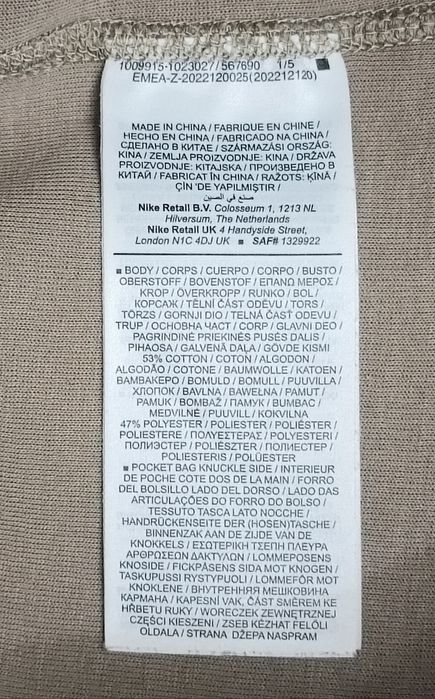 1009915-1023027 / 567690 1/5 ■
EMEA-Z-2022120025(202212120)
MADE IN CHINA / FABRIQUE EN CHINE /
HECHO EN CHINA / FABRICADO NA CHINA /
СДЕЛАНО В КИТАЕ / SZÁRMAZÁSI ORSZÁG:
KÍNA / ZEMLJA PROIZVODNJE: KINA / DRŽAVA
PROIZVODNJE: KITAJSKA / ПРОИЗВЕДЕНО В
КИТАЙ / FABRICAT ÎN CHINA / RAŽOTS: ĶĪNĀ /
ÇİN 'DE YAPILMIŞTIR /
صنع في الصين
Nike Retail B.V. Colosseum 1, 1213 NL
Hilversum, The Netherlands
Nike Retail UK 4 Handyside Street,
London N1C 4DJ UK ■ SAF# 1329922
■ BODY / CORPS / CUERPO / CORPO / BUSTO /
OBERSTOFF / BOVENSTOF / ΕΠΑΝΩ ΜΕΡΟΣ /
KROP / ÖVERKROPP / RUNKO / BOL /
КОРСАЖ / TĚLNÍ ČÁST ODĚVU / TORS /
TÖRZS / GORNJI DIO / TELNÁ ČASŤ ODEVU /
TRUP / ОСНОВНА ЧАСТ / CORP / GLAVNI DEO /
PAGRINDINĖ PRIEKINĖS PUSĖS DALIS /
PIHAOSA / GALVENĀ DAĻA / GÖVDE KISMI
53% COTTON / COTON / ALGODON /
ALGODÃO / COTONE / BAUMWOLLE / KATOEN /
ΒΑΜΒΑΚΕΡΟ / BOMULD / BOMULL / PUUVILLA /
ХЛОПОК / BAVLNA / BAWEŁNA / PAMUT /
PAMUK / BOMBAŽ / ПАМУК / BUMBAC /
MEDVILNĖ / PUUVILL / KOKVILNA
47% POLYESTER / POLIESTER / POLIÉSTER /
POLIESTERE / ΠΟΛΥΕΣΤΕΡΑΣ / POLYESTERI /
ПОЛИЭСТЕР / POLIÉSZTER / ПОЛИЕСТЕР /
POLIESTERIS / POLÜESTER
■ POCKET BAG KNUCKLE SIDE / INTERIEUR
DE POCHE COTE DOS DE LA MAIN / FORRO
DEL BOLSILLO LADO DEL DORSO / LADO DAS
ARTICULAÇÕES DO FORRO DO BOLSO /
TESSUTO TASCA LATO NOCCHE /
HANDRÜCKENSEITE DER (HOSEN)TASCHE /
BINNENZAK AAN DE ZIJDE VAN DE
KNOKKELS / ΕΣΩΤΕΡΙΚΗ ΤΣΕΠΗ ΠΛΕΥΡΑ
ΑΡΘΡΩΣΕΩΝ ΔΑΚΤΥΛΩΝ / LOMMEPOSENS
KNOSIDE / FICKPÅSENS SIDA MOT KNOGEN /
TASKUPUSSI RYSTYPUOLI / LOMMEFÔR MOT
KNOKLENE / ВНУТРЕННЯЯ МЕШКОВИНА
КАРМАНА / KAPESNÍ VAK, ČÁST SMĚREM KE
HŘBETU RUKY / WORECZEK ZEWNĘTRZNEJ
CZĘŚCI KIESZENI / ZSEB KÉZHÁT FELŐLI
OLDALA / STRANA DŽEPA NASPRAM